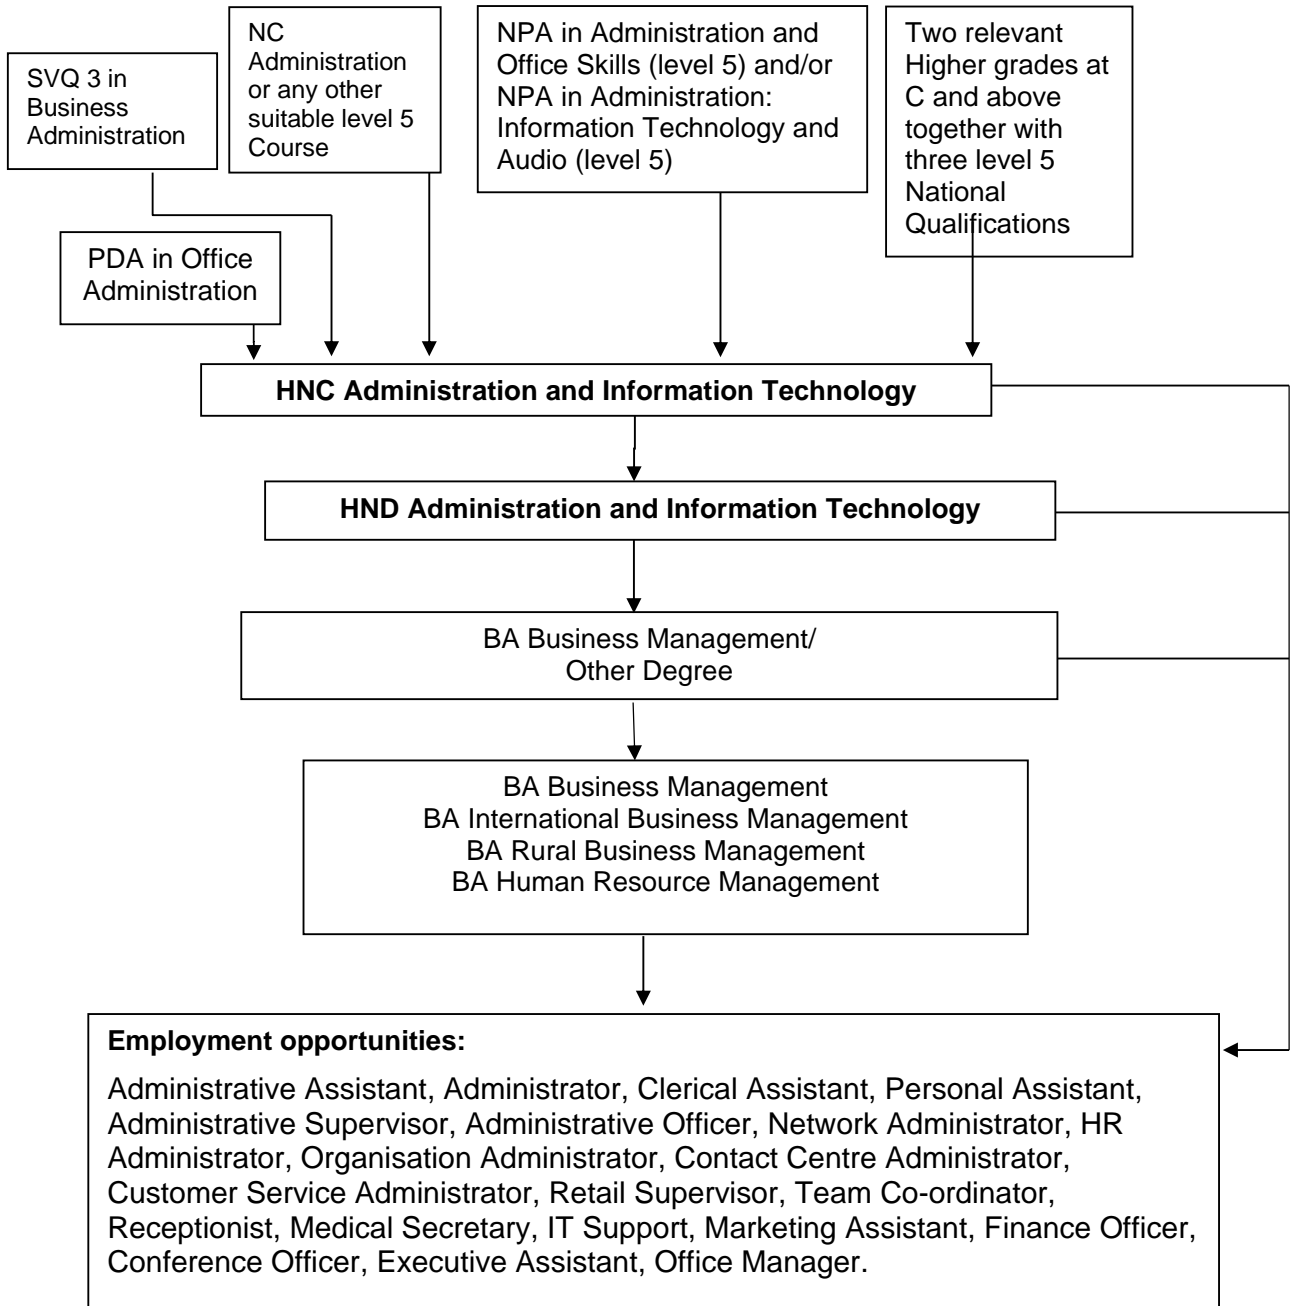 SVQ 3 in
Business
Administration
NC
Administration
or any other
suitable level 5
Course
NPA in Administration and
Office Skills (level 5) and/or
NPA in Administration:
Information Technology and
Audio (level 5)
Two relevant
Higher grades at
C and above
together with
three level 5
National
Qualifications
PDA in Office
Administration
HNC Administration and Information Technology
HND Administration and Information Technology
BA Business Management/
Other Degree
BA Business Management
BA International Business Management
BA Rural Business Management
BA Human Resource Management
Employment opportunities:
Administrative Assistant, Administrator, Clerical Assistant, Personal Assistant,
Administrative Supervisor, Administrative Officer, Network Administrator, HR
Administrator, Organisation Administrator, Contact Centre Administrator,
Customer Service Administrator, Retail Supervisor, Team Co-ordinator,
Receptionist, Medical Secretary, IT Support, Marketing Assistant, Finance Officer,
Conference Officer, Executive Assistant, Office Manager.